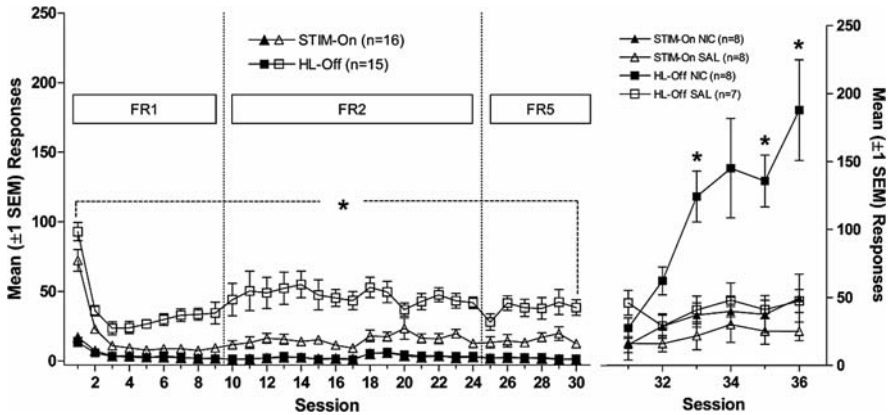 Mean (±1 SEM) Responses
250
200
150
100
50
0
STIM-On (n=16)
HL-Off (n=15)
FR1
FR2
FR5
*
2 4 6 8 10 12 14 16 18 20 22 24 26 28 30
Session
STIM-On NIC (n=8)
STIM-On SAL (n=8)
HL-Off NIC (n=8)
HL-Off SAL (n=7)
* * *
32 34 36
Session
250
200
150
100
50
0
Mean (±1 SEM) Responses